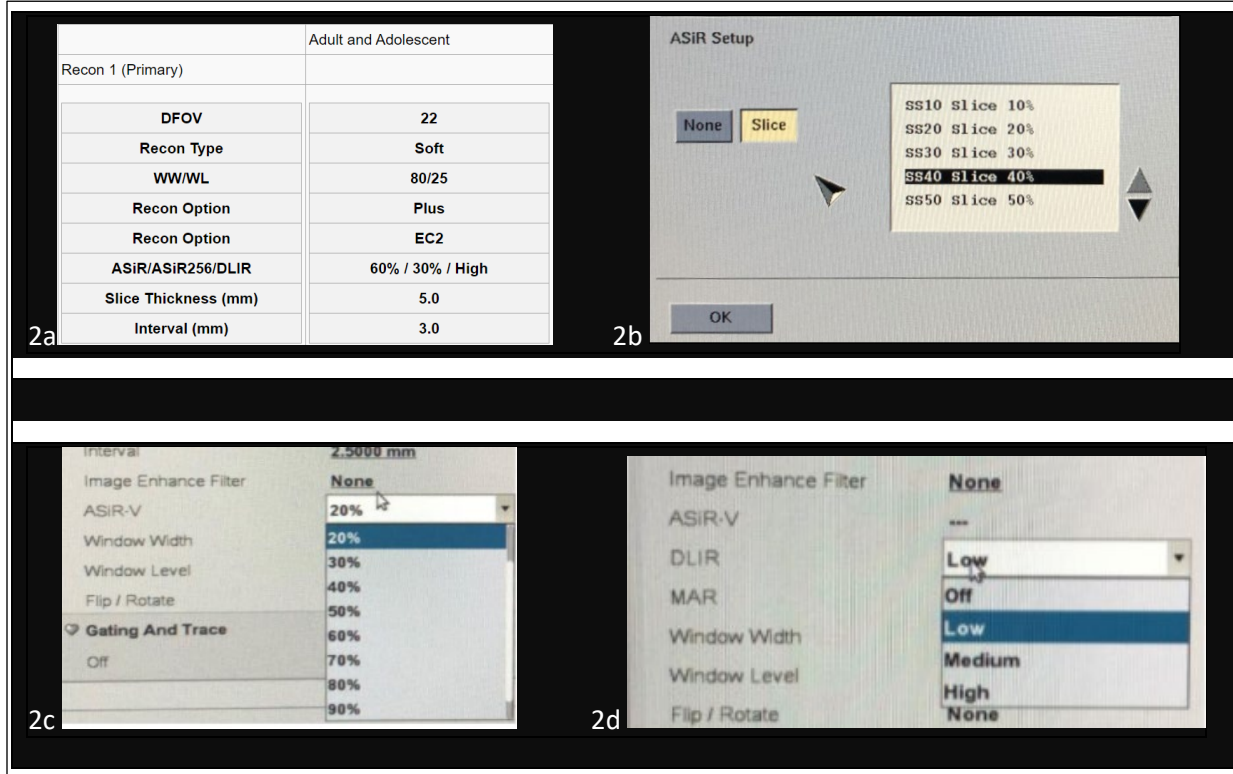 Adult and Adolescent
Recon 1 (Primary)
DFOV 22
Recon Type Soft
WW/WL 80/25
Recon Option Plus
Recon Option EC2
ASiR/ASiR256/DLIR 60% / 30% / High
Slice Thickness (mm) 5.0
Interval (mm) 3.0
2a
ASiR Setup
None Slice
SS10 Slice 10%
SS20 Slice 20%
SS30 Slice 30%
SS40 Slice 40%
SS50 Slice 50%
OK
2b
Interval 2.5000 mm
Image Enhance Filter None
ASiR-V 20%
Window Width 20%
30%
Window Level 40%
Flip / Rotate 50%
Gating And Trace 60%
Off 70%
80%
90%
2c
Image Enhance Filter None
ASiR-V ---
DLIR Low
MAR Off
Window Width Low
Window Level Medium
High
Flip / Rotate None
2d